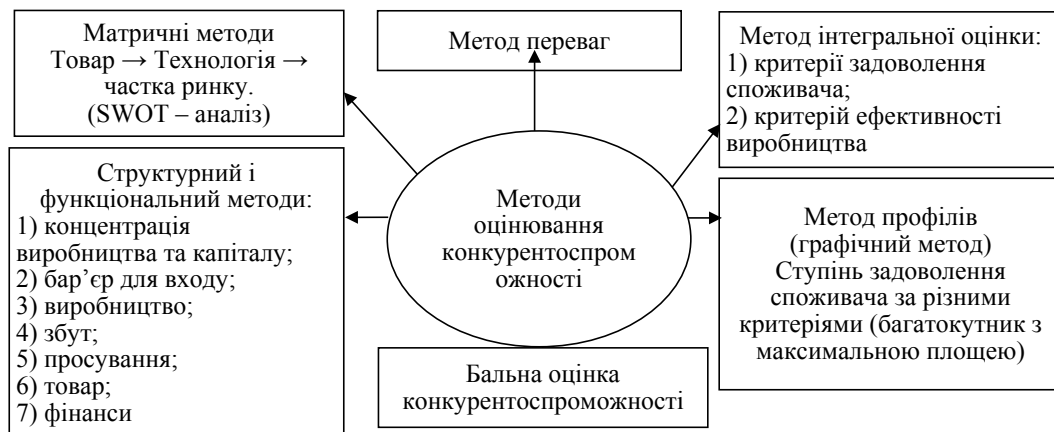 Матричні методи
Товар → Технологія →
частка ринку.
(SWOT – аналіз)
Метод переваг
Метод інтегральної оцінки:
1) критерії задоволення
споживача;
2) критерій ефективності
виробництва
Структурний і
функціональний методи:
1) концентрація
виробництва та капіталу;
2) бар’єр для входу;
3) виробництво;
4) збут;
5) просування;
6) товар;
7) фінанси
Методи
оцінювання
конкурентоспром
ожності
Метод профілів
(графічний метод)
Ступінь задоволення
споживача за різними
критеріями (багатокутник з
максимальною площею)
Бальна оцінка
конкурентоспроможності